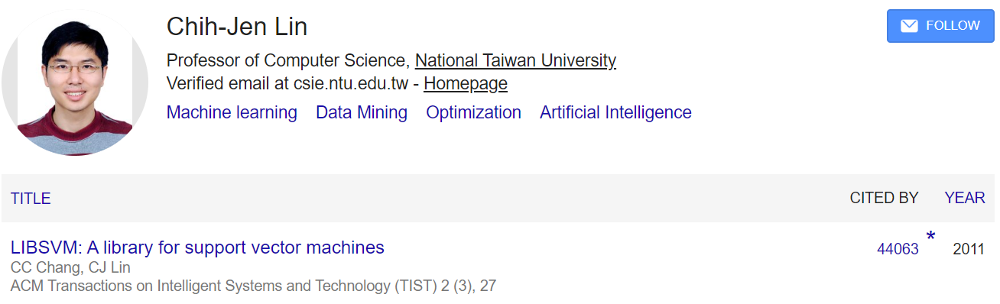 Chih-Jen Lin
FOLLOW
Professor of Computer Science, National Taiwan University
Verified email at csie.ntu.edu.tw - Homepage
Machine learning Data Mining Optimization Artificial Intelligence
TITLE CITED BY YEAR
LIBSVM: A library for support vector machines 44063 * 2011
CC Chang, CJ Lin
ACM Transactions on Intelligent Systems and Technology (TIST) 2 (3), 27